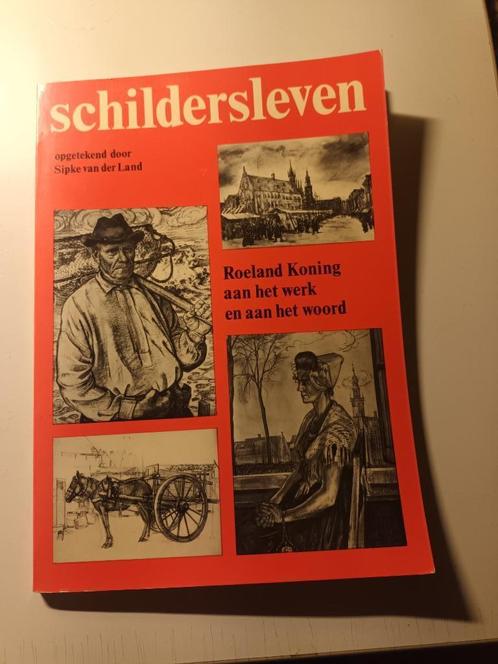 schildersleven
opgetekend door
Sipke van der Land
Roeland Koning
aan het werk
en aan het woord